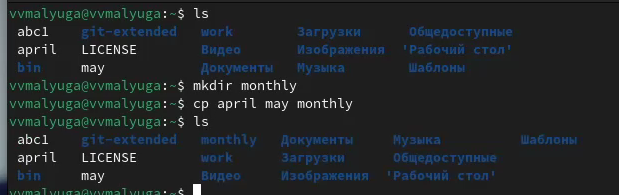 vvmalyuga@vvmalyuga:~$ ls
abc1 git-extended work Загрузки Общедоступные
april LICENSE Видео Изображения 'Рабочий стол'
bin may Документы Музыка Шаблоны
vvmalyuga@vvmalyuga:~$ mkdir monthly
vvmalyuga@vvmalyuga:~$ cp april may monthly
vvmalyuga@vvmalyuga:~$ ls
abc1 git-extended monthly Документы Музыка Шаблоны
april LICENSE work Загрузки Общедоступные
bin may Видео Изображения 'Рабочий стол'
vvmalyuga@vvmalyuga:~$